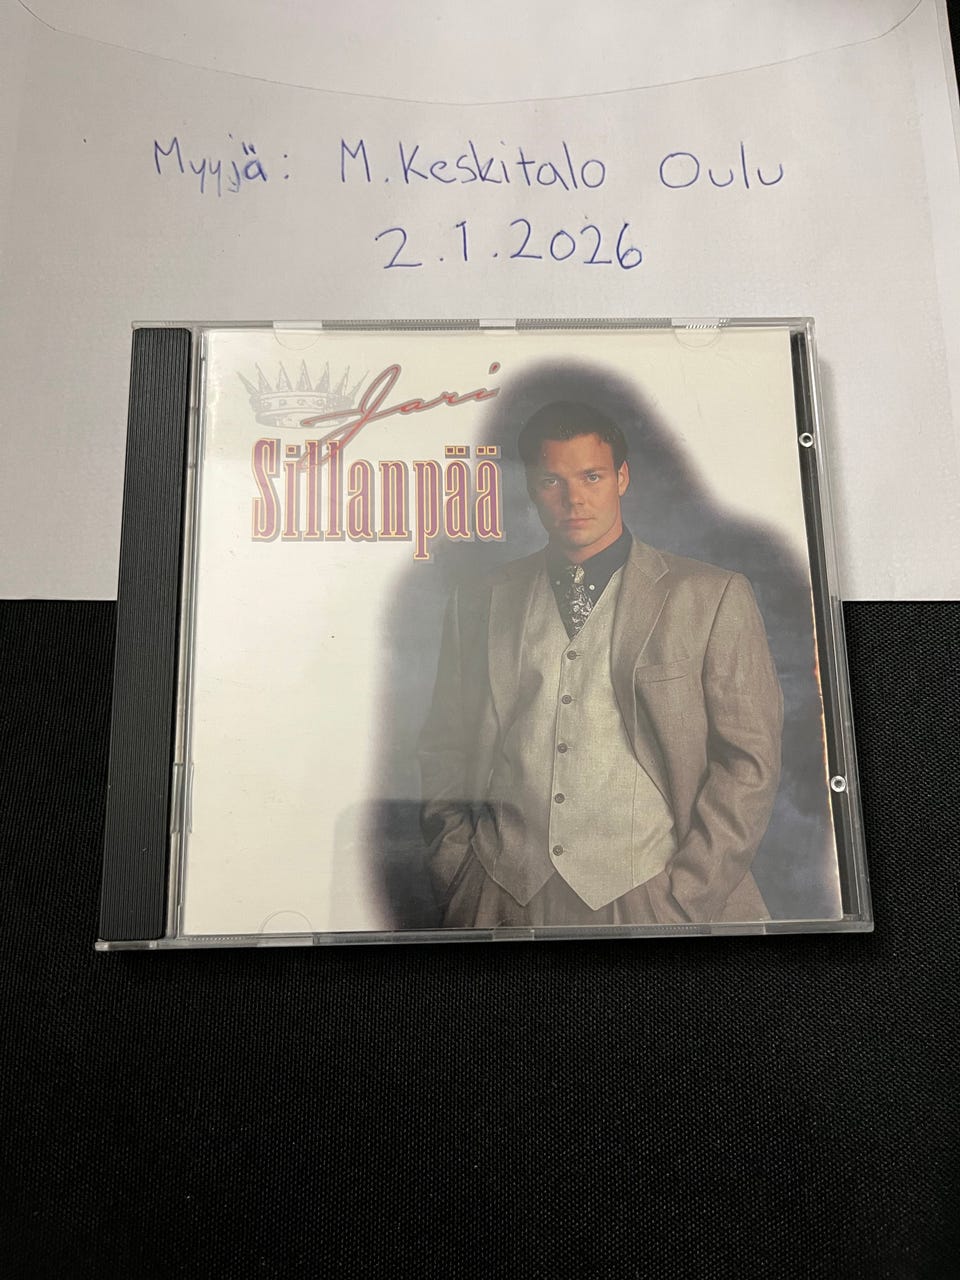 Myyjä: M. Keskitalo Oulu
2.1.2026
Jari
Sillanpää